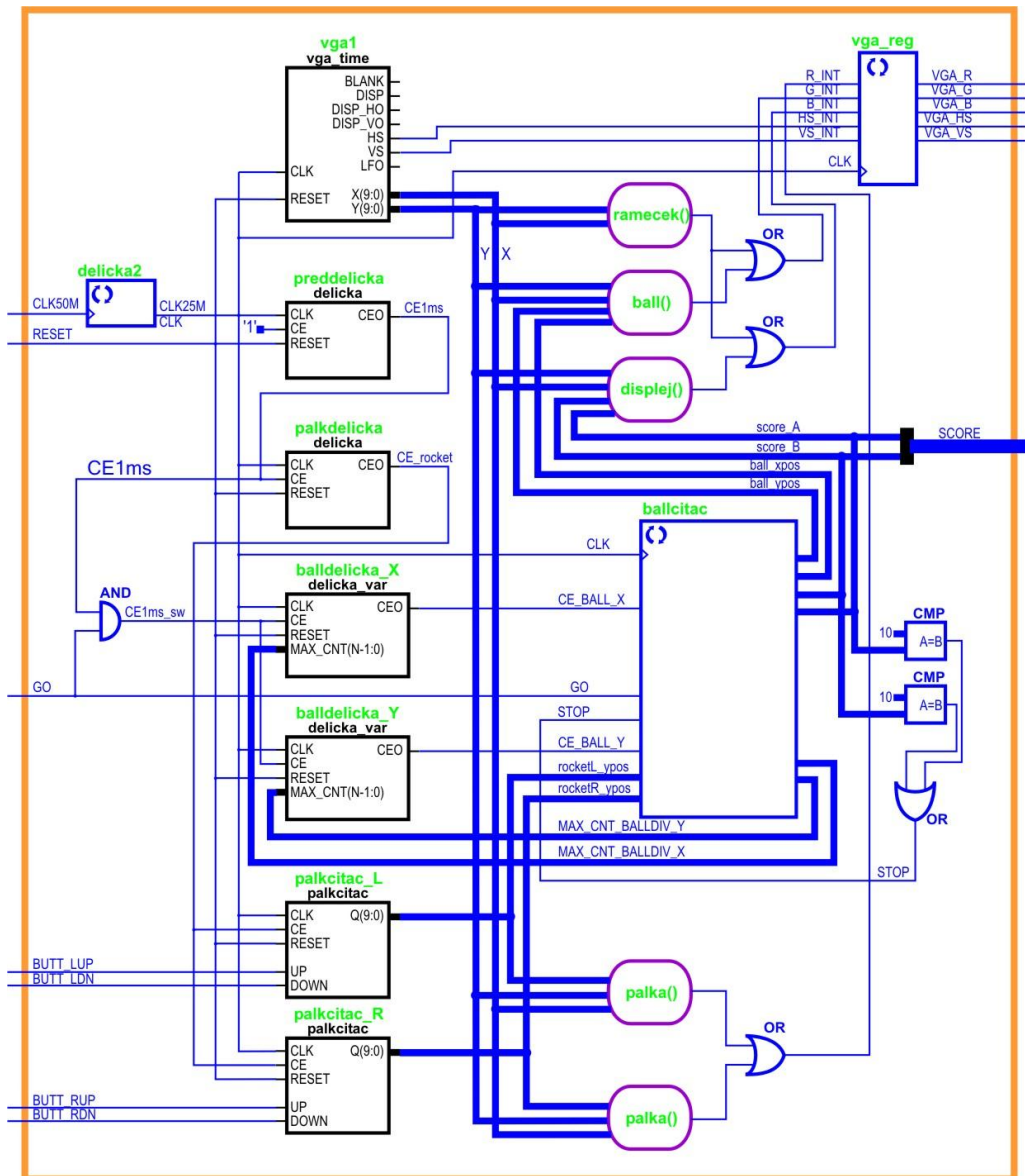 vga1
vga_time
BLANK
DISP
DISP_HO
DISP_VO
HS
VS
LFO
CLK
RESET
X(9:0)
Y(9:0)
CLK
RESET
vga_reg
R_INT
G_INT
B_INT
HS_INT
VS_INT
CLK
VGA_R
VGA_G
VGA_B
VGA_HS
VGA_VS
Y X
ramecek()
OR
ball()
OR
displej()
delicka2
CLK50M
CLK25M
CLK
RESET
preddelicka
delicka
CLK
CE
RESET
CEO
CE1ms
'1'
palkdelicka
delicka
CLK
CE
RESET
CEO
CE_rocket
CE1ms
score_A
score_B
ball_xpos
ball_ypos
SCORE
ballcitac
CLK
CE_BALL_X
GO
STOP
CE_BALL_Y
rocketL_ypos
rocketR_ypos
MAX_CNT_BALLDIV_Y
MAX_CNT_BALLDIV_X
AND
CE1ms_sw
GO
balldelicka_X
delicka_var
CLK
CE
RESET
MAX_CNT(N-1:0)
CEO
balldelicka_Y
delicka_var
CLK
CE
RESET
MAX_CNT(N-1:0)
CEO
CMP
10
A=B
CMP
10
A=B
OR
STOP
palkcitac_L
palkcitac
CLK
CE
RESET
UP
DOWN
Q(9:0)
BUTT_LUP
BUTT_LDN
palkcitac_R
palkcitac
CLK
CE
RESET
UP
DOWN
Q(9:0)
BUTT_RUP
BUTT_RDN
palka()
OR
palka()